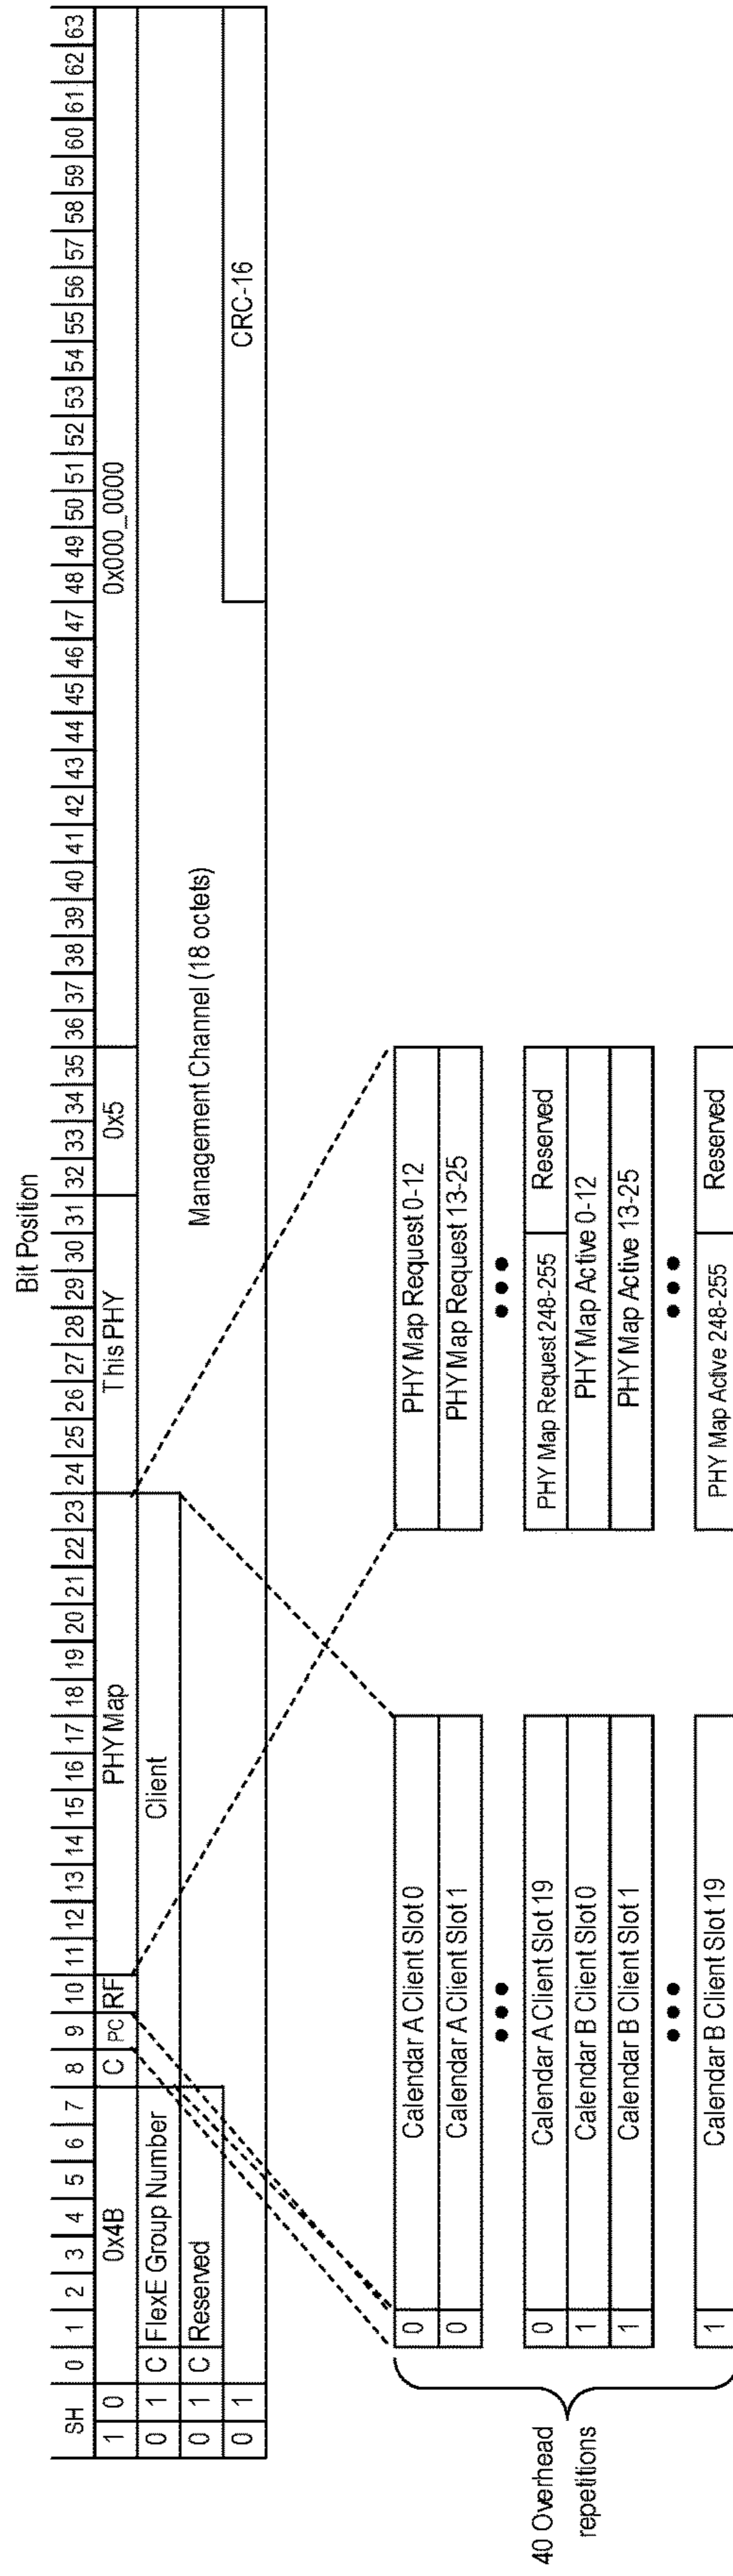 Bit Position
SH 0 1 2 3 4 5 6 7 8 9 10 11 12 13 14 15 16 17 18 19 20 21 22 23 24 25 26 27 28 29 30 31 32 33 34 35 36 37 38 39 40 41 42 43 44 45 46 47 48 49 50 51 52 53 54 55 56 57 58 59 60 61 62 63
1 0 0x4B C PC RF PHY Map This PHY 0x5 0x000_0000
0 1 C FlexE Group Number Client
0 1 C Reserved Management Channel (18 octets)
0 1 CRC-16
40 Overhead
repetitions
0 Calendar A Client Slot 0
0 Calendar A Client Slot 1
0 Calendar A Client Slot 19
1 Calendar B Client Slot 0
1 Calendar B Client Slot 1
1 Calendar B Client Slot 19
PHY Map Request 0-12
PHY Map Request 13-25
PHY Map Request 248-255 Reserved
PHY Map Active 0-12
PHY Map Active 13-25
PHY Map Active 248-255 Reserved